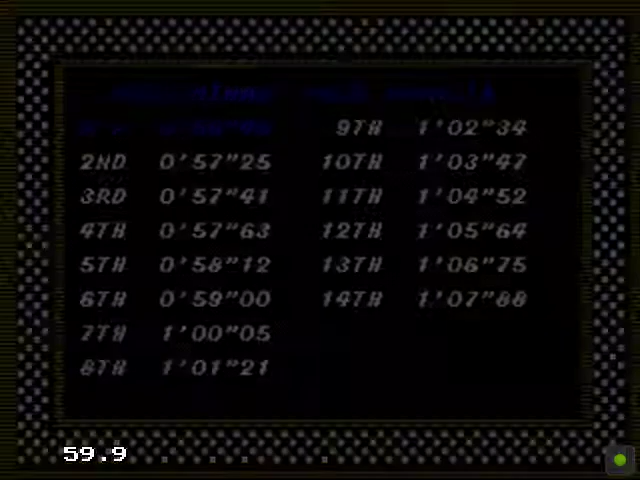 9TH 1'02"34
2ND 0'57"25 10TH 1'03"47
3RD 0'57"41 11TH 1'04"52
4TH 0'57"63 12TH 1'05"64
5TH 0'58"12 13TH 1'06"75
6TH 0'59"00 14TH 1'07"88
7TH 1'00"05
8TH 1'01"21
59.9